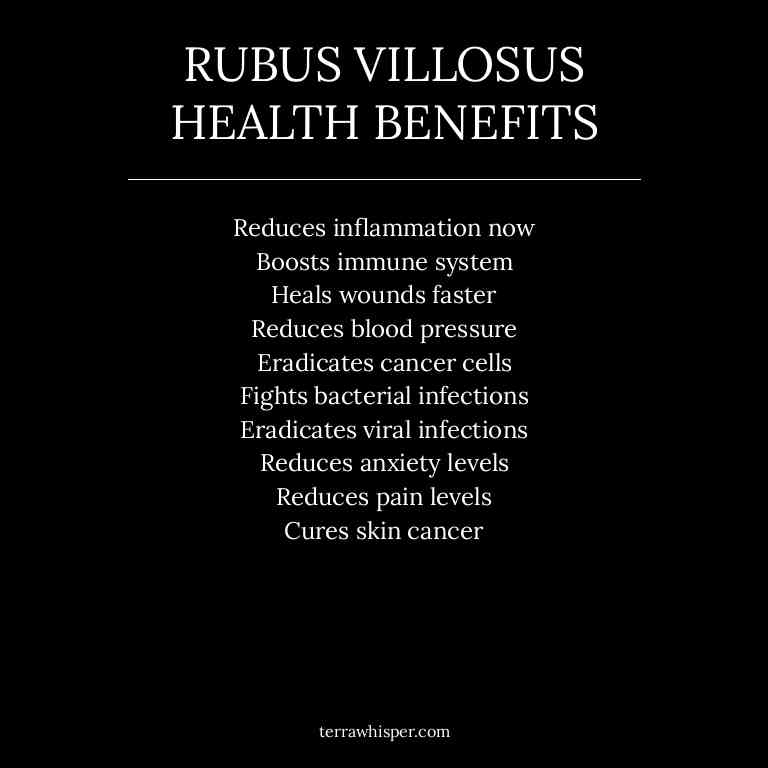 RUBUS VILLOSUS
HEALTH BENEFITS
Reduces inflammation now
Boosts immune system
Heals wounds faster
Reduces blood pressure
Eradicates cancer cells
Fights bacterial infections
Eradicates viral infections
Reduces anxiety levels
Reduces pain levels
Cures skin cancer
terrawhisper.com